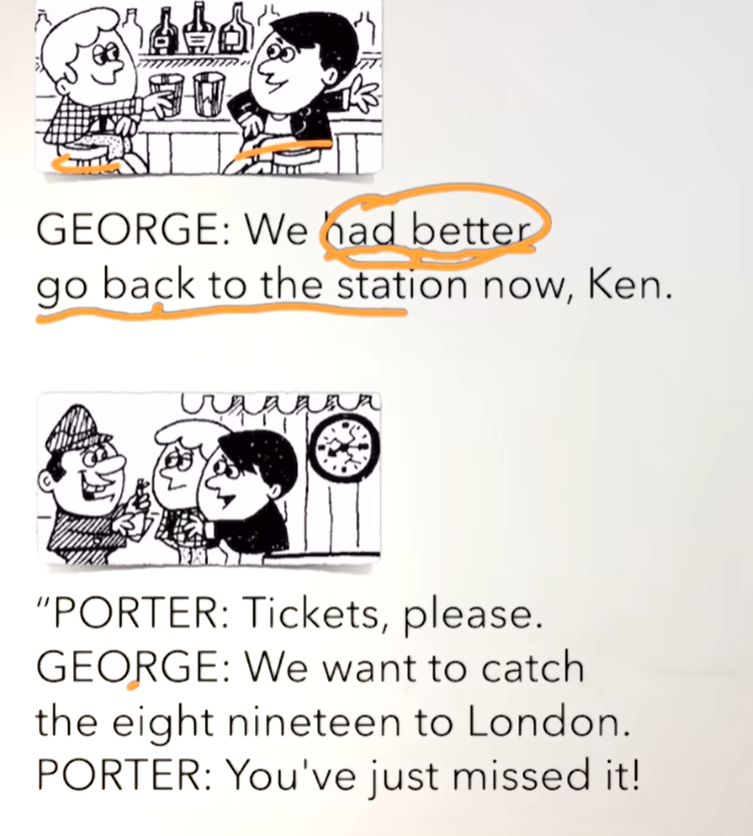 GEORGE: We had better
go back to the station now, Ken.
"PORTER: Tickets, please.
GEORGE: We want to catch
the eight nineteen to London.
PORTER: You've just missed it!